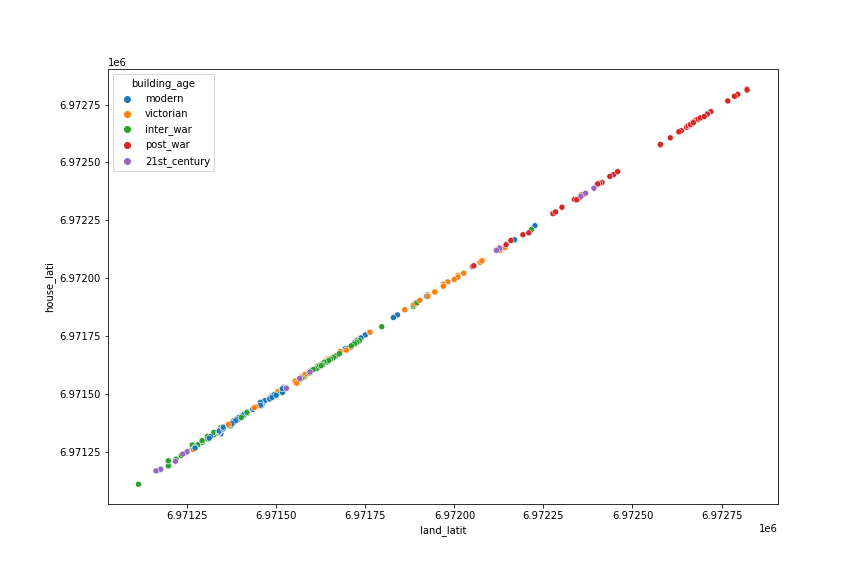 1e6
building_age
modern
victorian
inter_war
post_war
21st_century
6.97275
6.97250
6.97225
6.97200
6.97175
6.97150
6.97125
house_lati
6.97125 6.97150 6.97175 6.97200 6.97225 6.97250 6.97275
land_latit
1e6